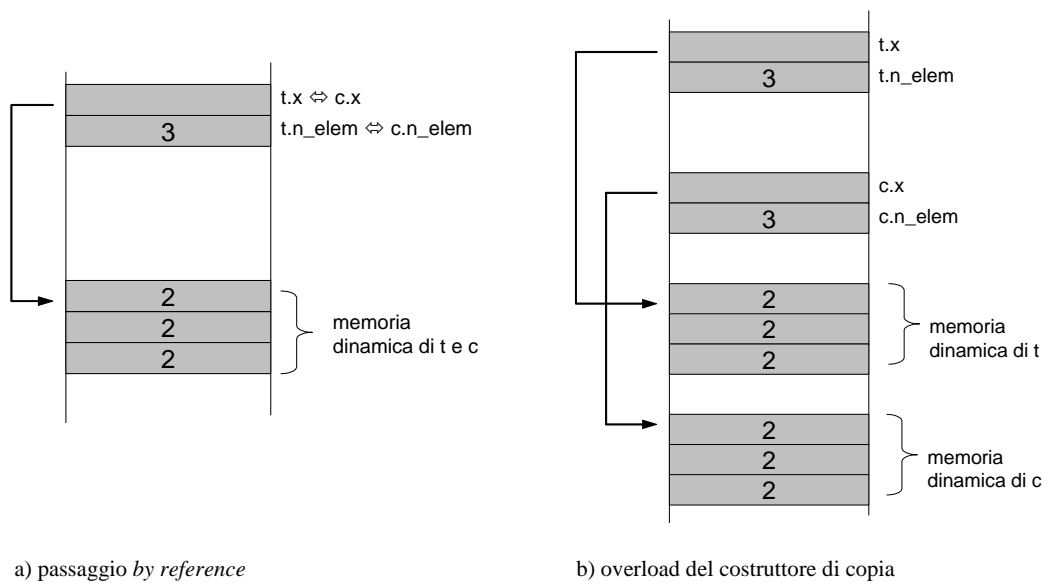 t.x ⇔ c.x
3 t.n_elem ⇔ c.n_elem
2
2
2
memoria
dinamica di t e c
a) passaggio by reference
t.x
3 t.n_elem
c.x
3 c.n_elem
2
2
2
memoria
dinamica di t
2
2
2
memoria
dinamica di c
b) overload del costruttore di copia